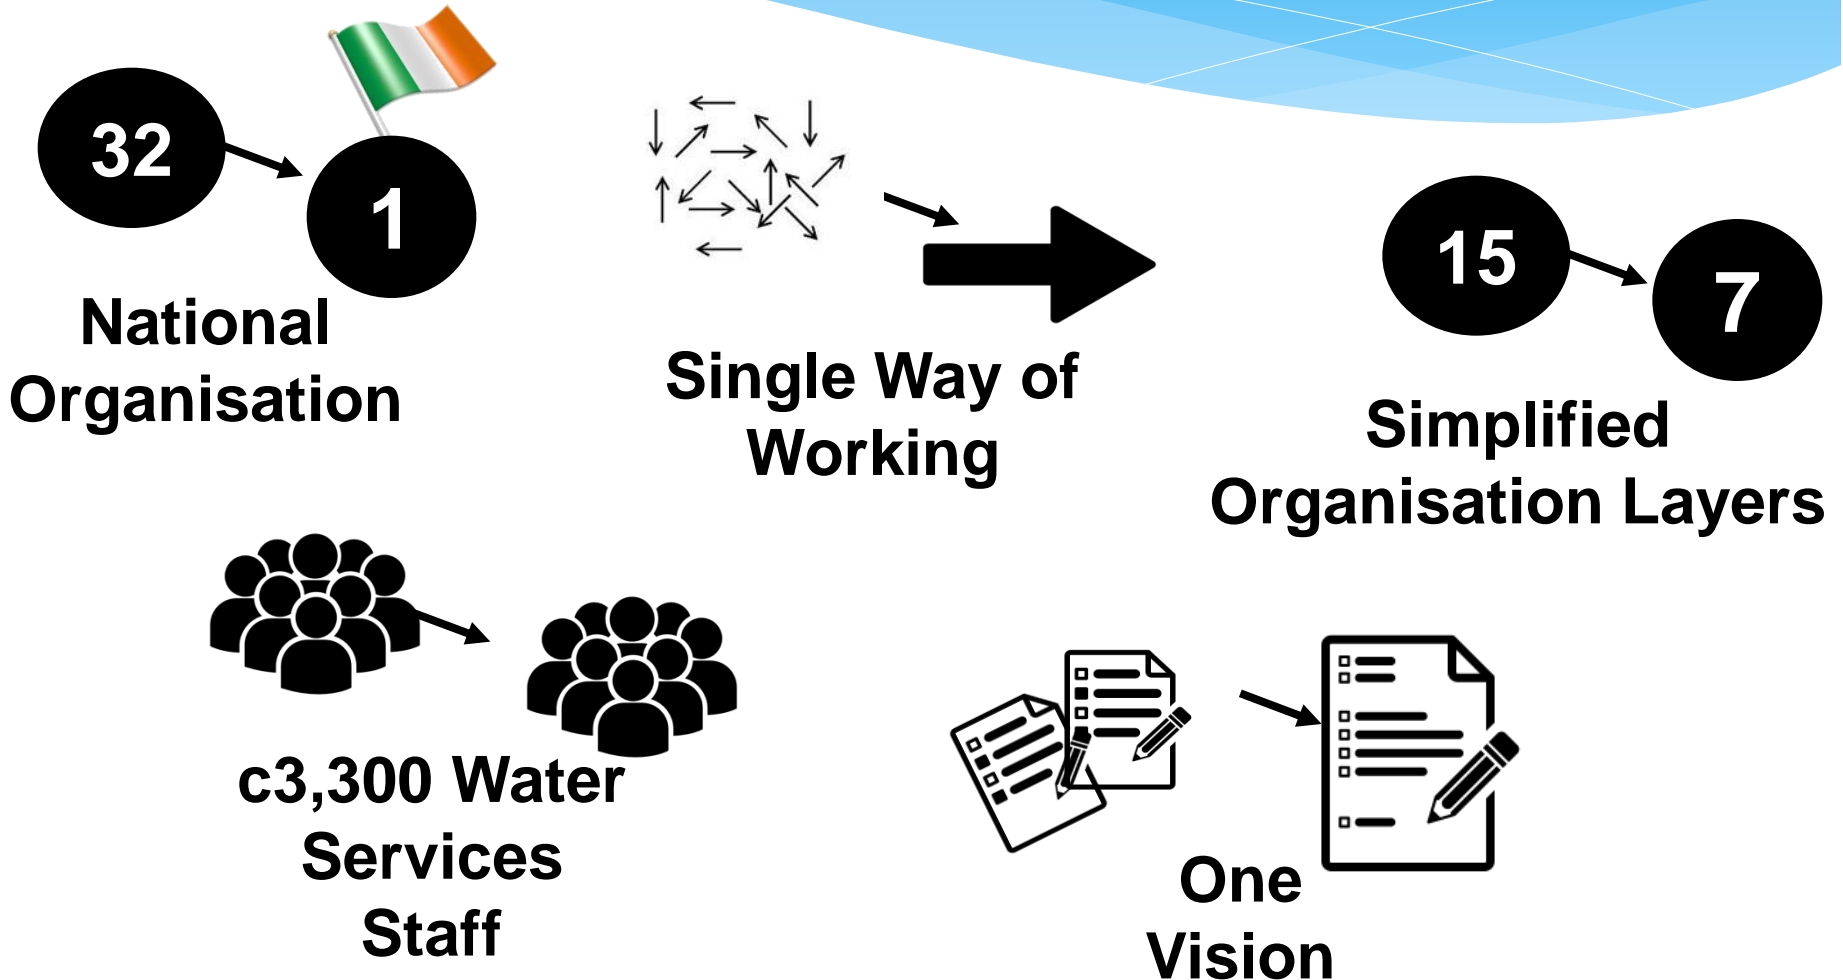 32
1
National
Organisation
Single Way of
Working
15
7
Simplified
Organisation Layers
c3,300 Water
Services
Staff
One
Vision